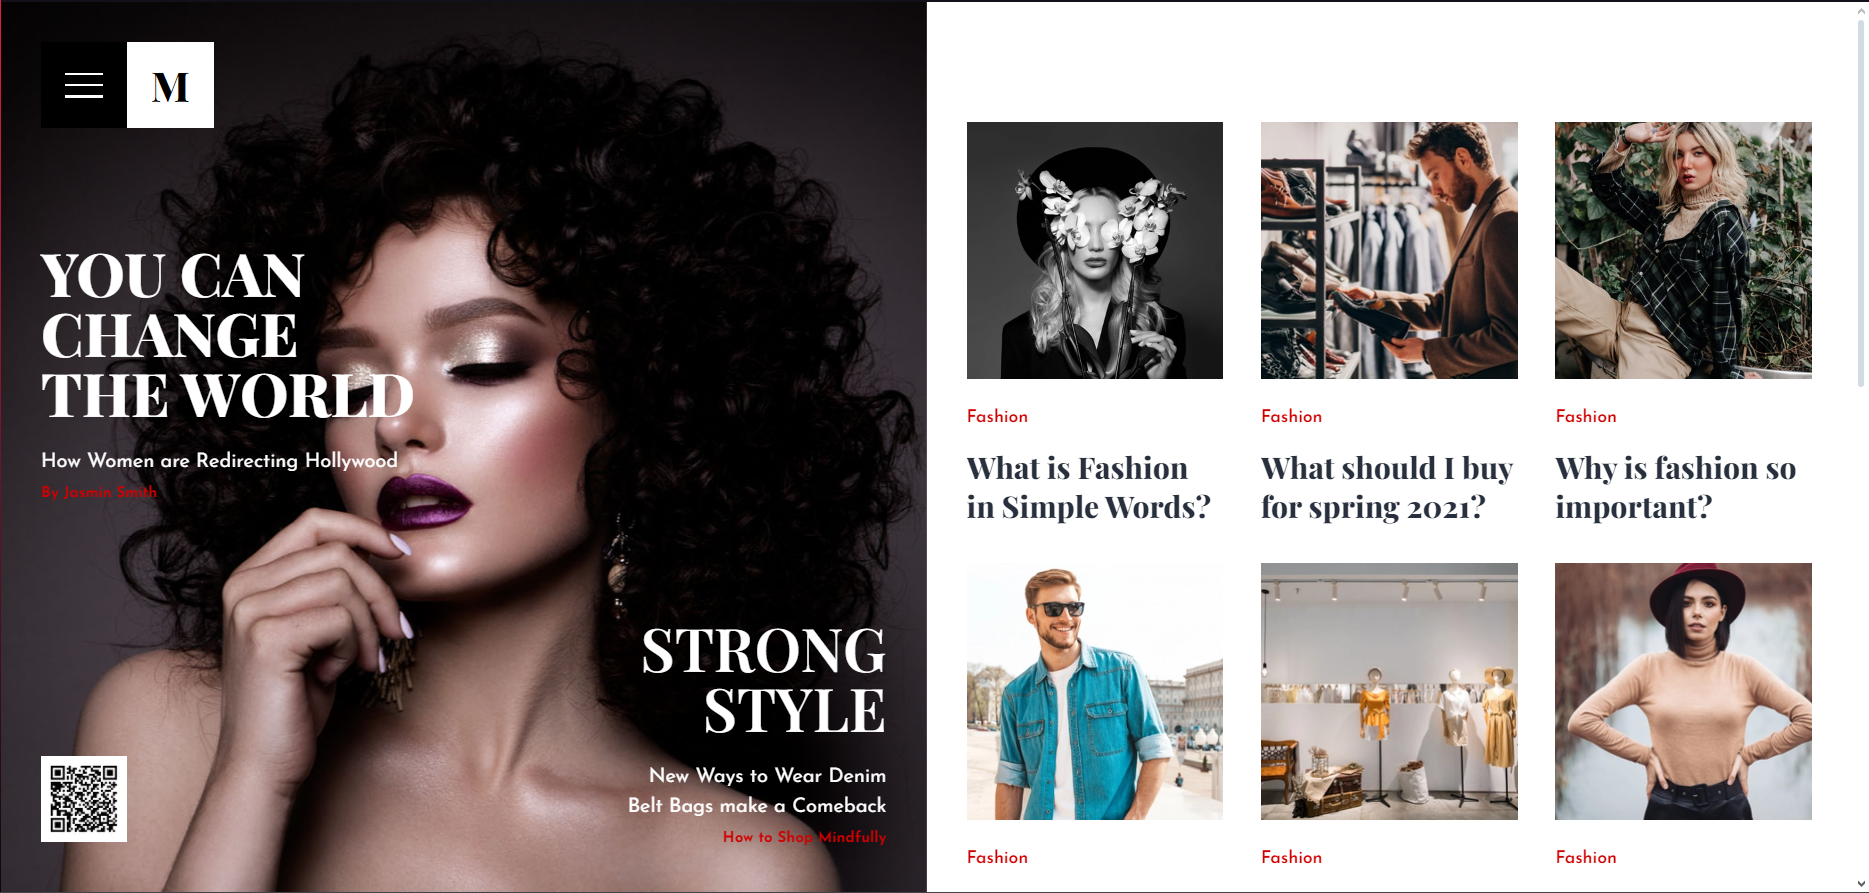 M
YOU CAN
CHANGE
THE WORLD
How Women are Redirecting Hollywood
By Jasmin Smith
STRONG
STYLE
New Ways to Wear Denim
Belt Bags make a Comeback
How to Shop Mindfully
Fashion
What is Fashion
in Simple Words?
Fashion
What should I buy
for spring 2021?
Fashion
Why is fashion so
important?
Fashion
Fashion
Fashion